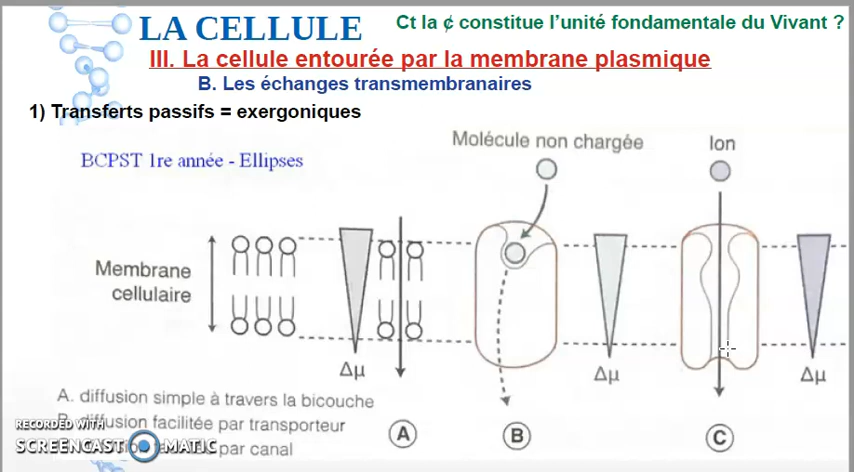 LA CELLULE
Ct la ¢ constitue l'unité fondamentale du Vivant ?
III. La cellule entourée par la membrane plasmique
B. Les échanges transmembranaires
1) Transferts passifs = exergoniques
BCPST 1re année - Ellipses
Molécule non chargée
Ion
Membrane
cellulaire
Δμ
Δμ
Δμ
A. diffusion simple à travers la bicouche
diffusion facilitée par transporteur
par canal
A
B
C
RECORDED WITH
SCREENCAST MATIC